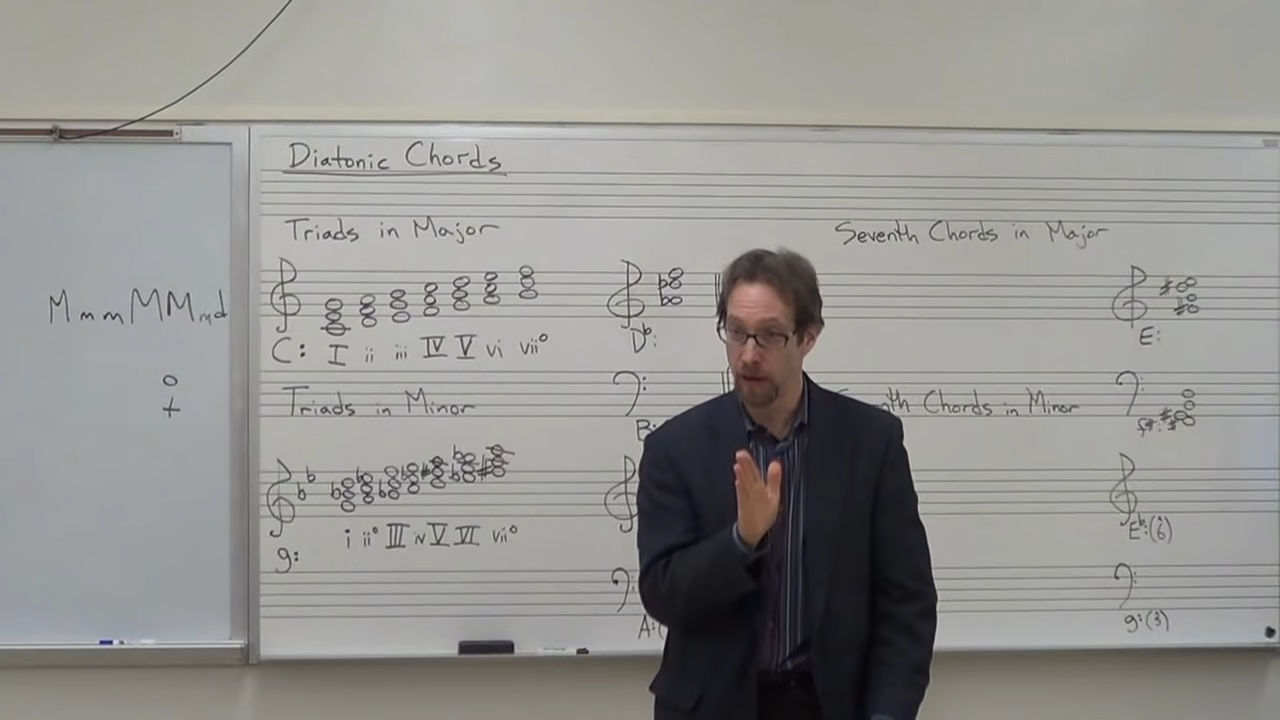 Diatonic Chords
Triads in Major
Seventh Chords in Major
M m m M M m d
C: I ii iii IV V vi vii°
D♭:
E:
o
+
Triads in Minor
B:
nth Chords in Minor
f#:
i ii° III iv V VI vii°
g:
E♭:(6)
A:(
g:(3)